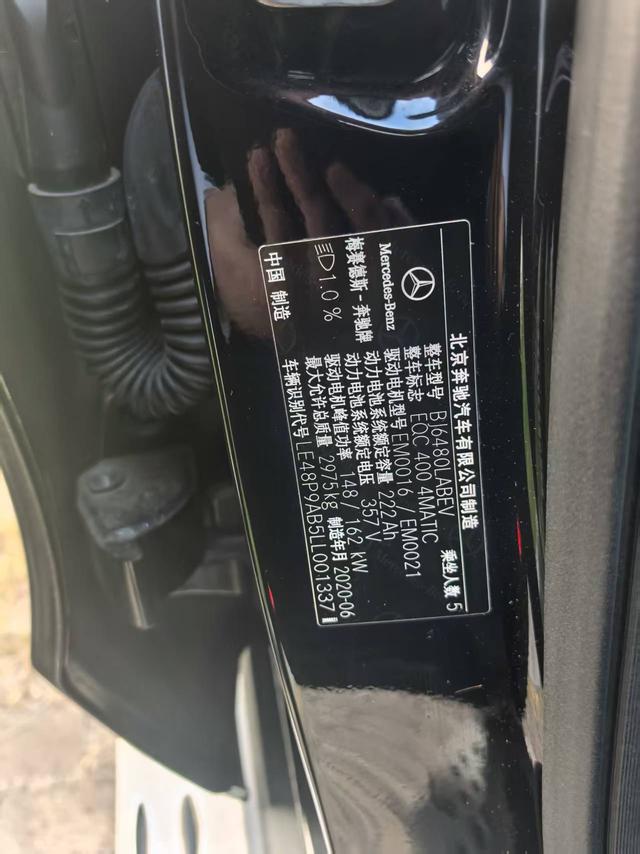 北京奔驰汽车有限公司制造
整车型号 BJ6480LABEV
整车标志 EQC 400 4MATIC 乘坐人数 5
Mercedes-Benz
驱动电机型号 EM0016 / EM0021
动力电池系统额定容量 222Ah
梅赛德斯-奔驰牌
动力电池系统额定电压 357V
驱动电机峰值功率 148 / 162 kW
1.0 %
最大允许总质量 2975kg 制造年月 2020-06
中国 制造
车辆识别代号 LE48P9AB5LL001337